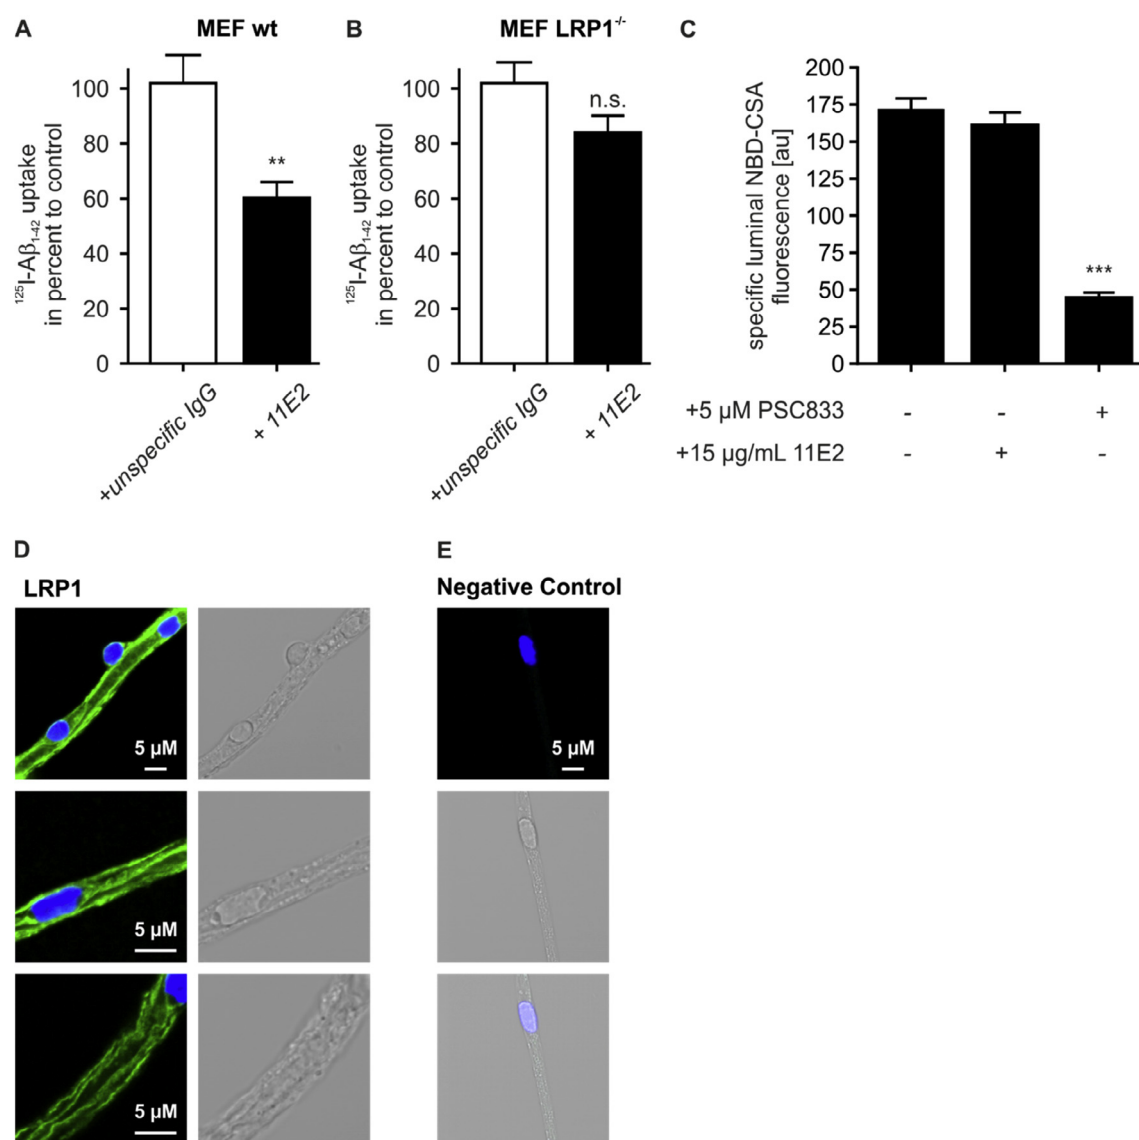 A
MEF wt
¹²⁵I-Aβ₁₋₄₂ uptake
in percent to control
100
80
60
40
20
0
**
+unspecific IgG
+ 11E2
B
MEF LRP1⁻/⁻
¹²⁵I-Aβ₁₋₄₂ uptake
in percent to control
100
80
60
40
20
0
n.s.
+unspecific IgG
+ 11E2
C
specific luminal NBD-CSA
fluorescence [au]
200
175
150
125
100
75
50
25
0
***
+5 µM PSC833 - - +
+15 µg/mL 11E2 - + -
D
LRP1
5 µM
5 µM
5 µM
E
Negative Control
5 µM